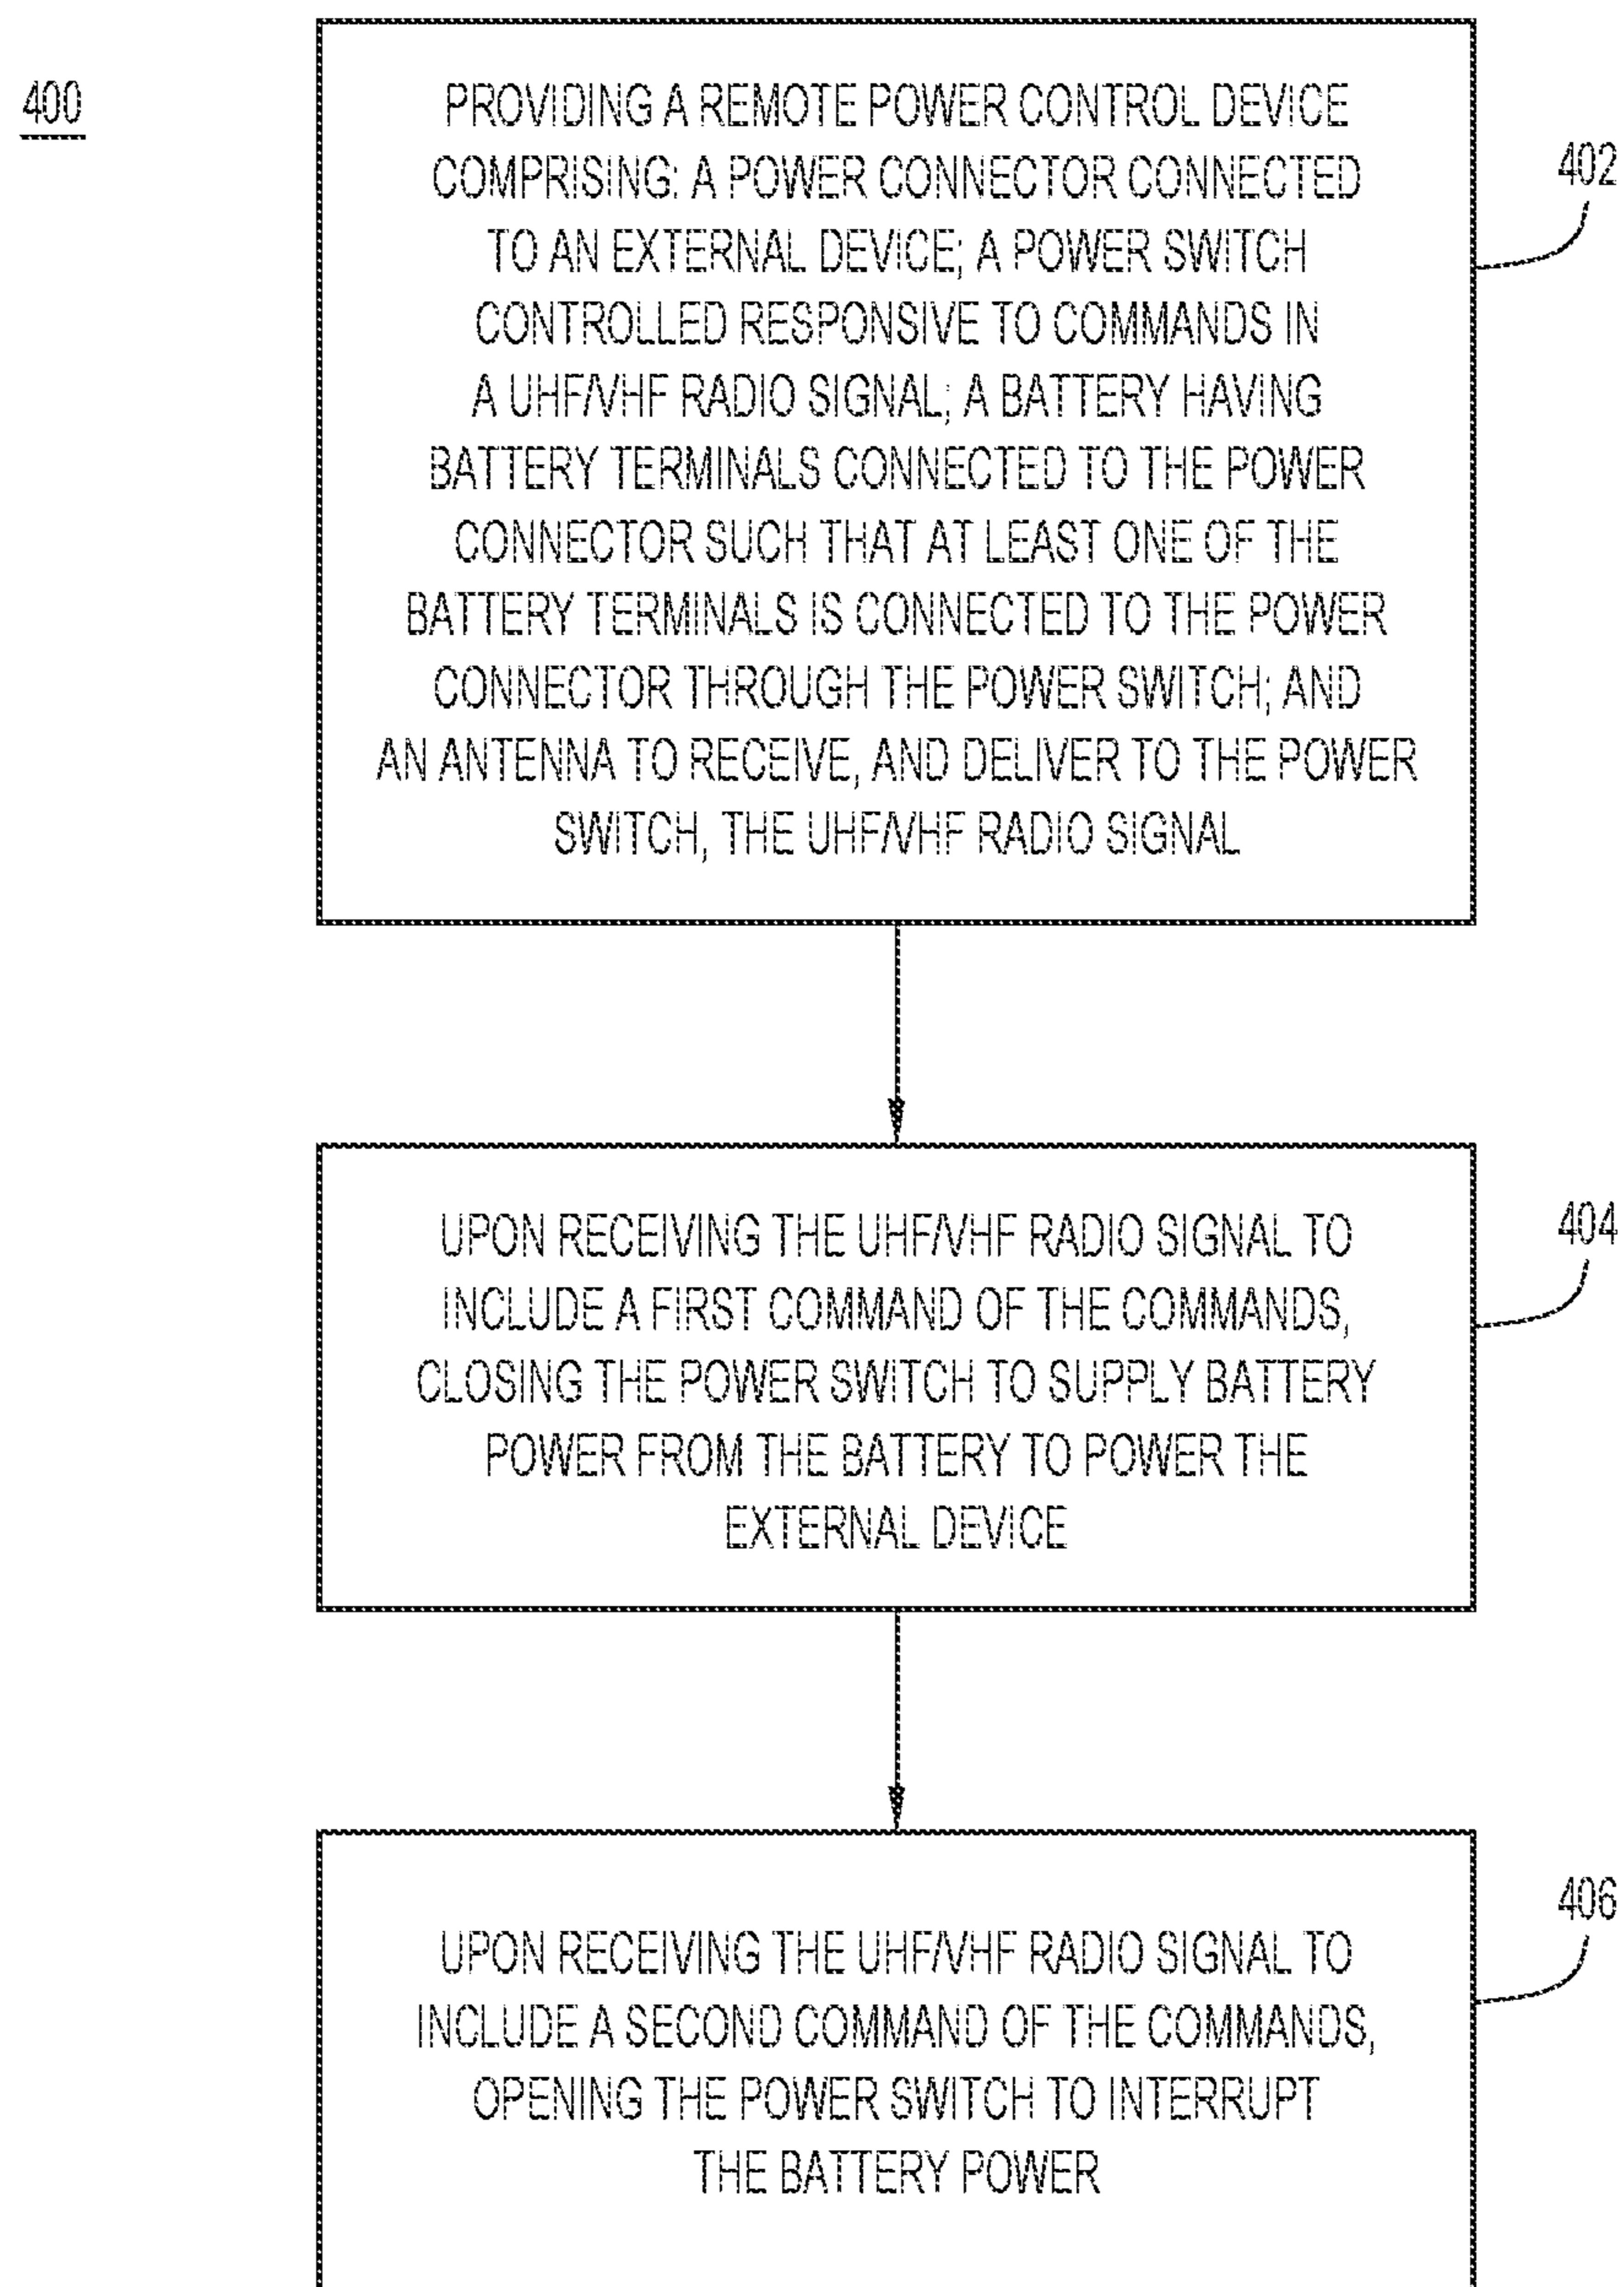 400
PROVIDING A REMOTE POWER CONTROL DEVICE
COMPRISING: A POWER CONNECTOR CONNECTED
TO AN EXTERNAL DEVICE; A POWER SWITCH
CONTROLLED RESPONSIVE TO COMMANDS IN
A UHF/VHF RADIO SIGNAL; A BATTERY HAVING
BATTERY TERMINALS CONNECTED TO THE POWER
CONNECTOR SUCH THAT AT LEAST ONE OF THE
BATTERY TERMINALS IS CONNECTED TO THE POWER
CONNECTOR THROUGH THE POWER SWITCH; AND
AN ANTENNA TO RECEIVE, AND DELIVER TO THE POWER
SWITCH, THE UHF/VHF RADIO SIGNAL
402
UPON RECEIVING THE UHF/VHF RADIO SIGNAL TO
INCLUDE A FIRST COMMAND OF THE COMMANDS,
CLOSING THE POWER SWITCH TO SUPPLY BATTERY
POWER FROM THE BATTERY TO POWER THE
EXTERNAL DEVICE
404
UPON RECEIVING THE UHF/VHF RADIO SIGNAL TO
INCLUDE A SECOND COMMAND OF THE COMMANDS,
OPENING THE POWER SWITCH TO INTERRUPT
THE BATTERY POWER
406